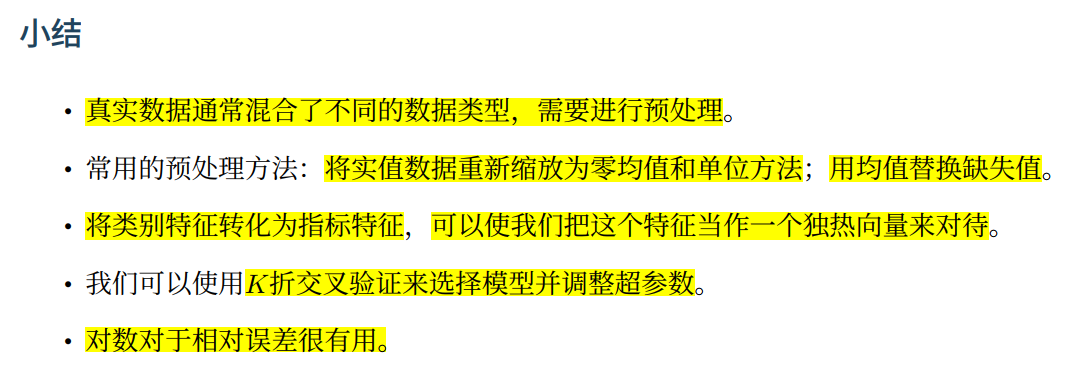 小结
• 真实数据通常混合了不同的数据类型，需要进行预处理。
• 常用的预处理方法：将实值数据重新缩放为零均值和单位方法；用均值替换缺失值。
• 将类别特征转化为指标特征，可以使我们把这个特征当作一个独热向量来对待。
• 我们可以使用K折交叉验证来选择模型并调整超参数。
• 对数对于相对误差很有用。